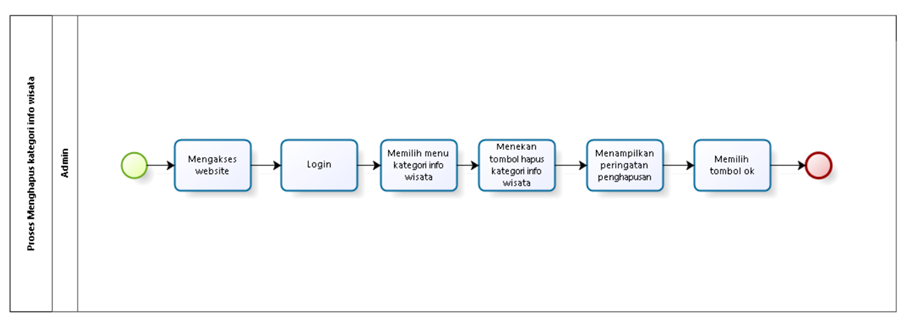 Proses Menghapus kategori info wisata
Admin
Mengakses
website
Login
Memilih menu
kategori info
wisata
Menekan
tombol hapus
kategori info
wisata
Menampilkan
peringatan
penghapusan
Memilih
tombol ok